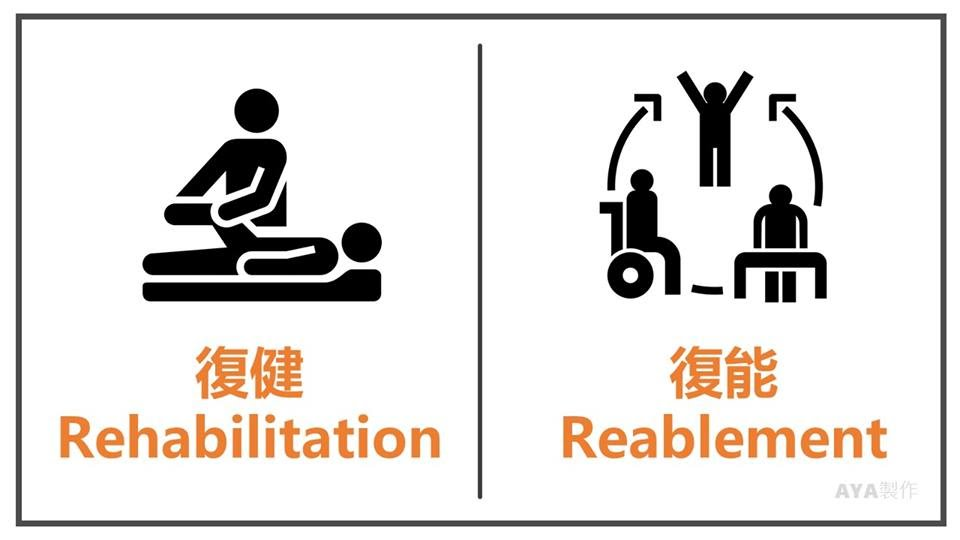 復健
Rehabilitation
復能
Reablement
AYA製作